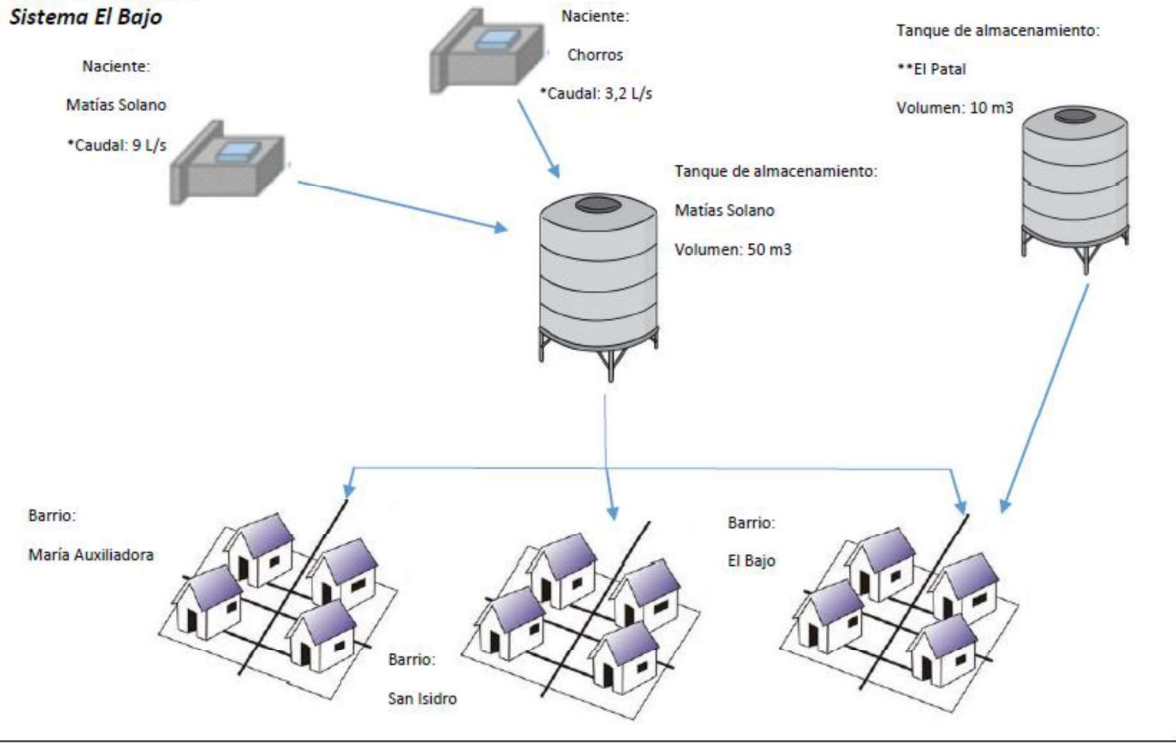 Sistema El Bajo
Naciente:
Matías Solano
*Caudal: 9 L/s
Naciente:
Chorros
*Caudal: 3,2 L/s
Tanque de almacenamiento:
**El Patal
Volumen: 10 m3
Tanque de almacenamiento:
Matías Solano
Volumen: 50 m3
Barrio:
María Auxiliadora
Barrio:
San Isidro
Barrio:
El Bajo